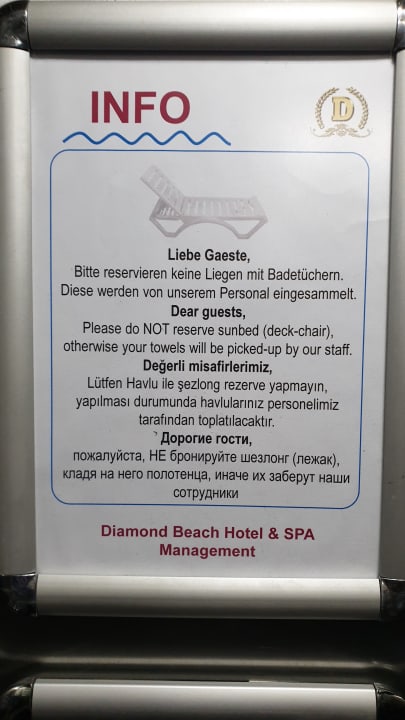 INFO
D
Liebe Gaeste,
Bitte reservieren keine Liegen mit Badetüchern.
Diese werden von unserem Personal eingesammelt.
Dear guests,
Please do NOT reserve sunbed (deck-chair),
otherwise your towels will be picked-up by our staff.
Değerli misafirlerimiz,
Lütfen Havlu ile şezlong rezerve yapmayın,
yapılması durumunda havlularınız personelimiz
tarafından toplatılacaktır.
Дорогие гости,
пожалуйста, НЕ бронируйте шезлонг (лежак),
кладя на него полотенца, иначе их заберут наши
сотрудники
Diamond Beach Hotel & SPA
Management